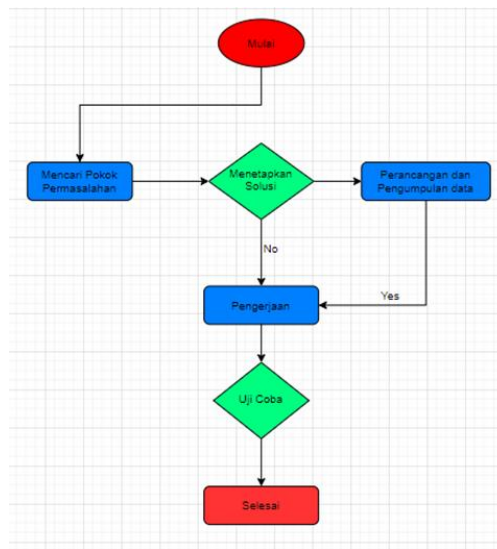 Mulai
Mencari Pokok
Permasalahan
Menetapkan
Solusi
Perancangan dan
Pengumpulan data
No
Yes
Pengerjaan
Uji Coba
Selesai